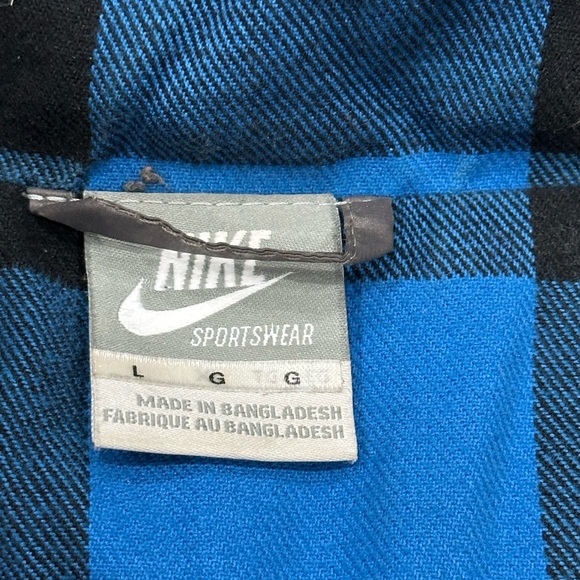 NIKE
SPORTSWEAR
L G G
MADE IN BANGLADESH
FABRIQUE AU BANGLADESH